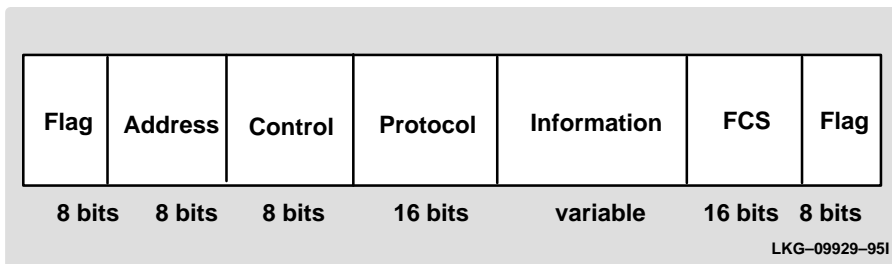 Flag Address Control Protocol Information FCS Flag
8 bits 8 bits 8 bits 16 bits variable 16 bits 8 bits
LKG–09929–95I